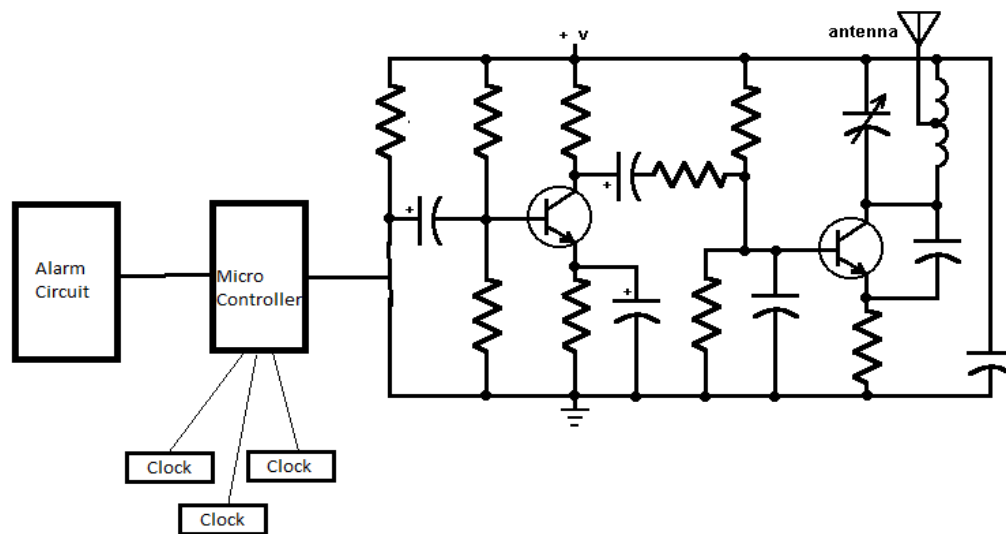 + v
antenna
+
+
Alarm
Circuit
Micro
Controller
+
Clock
Clock
Clock